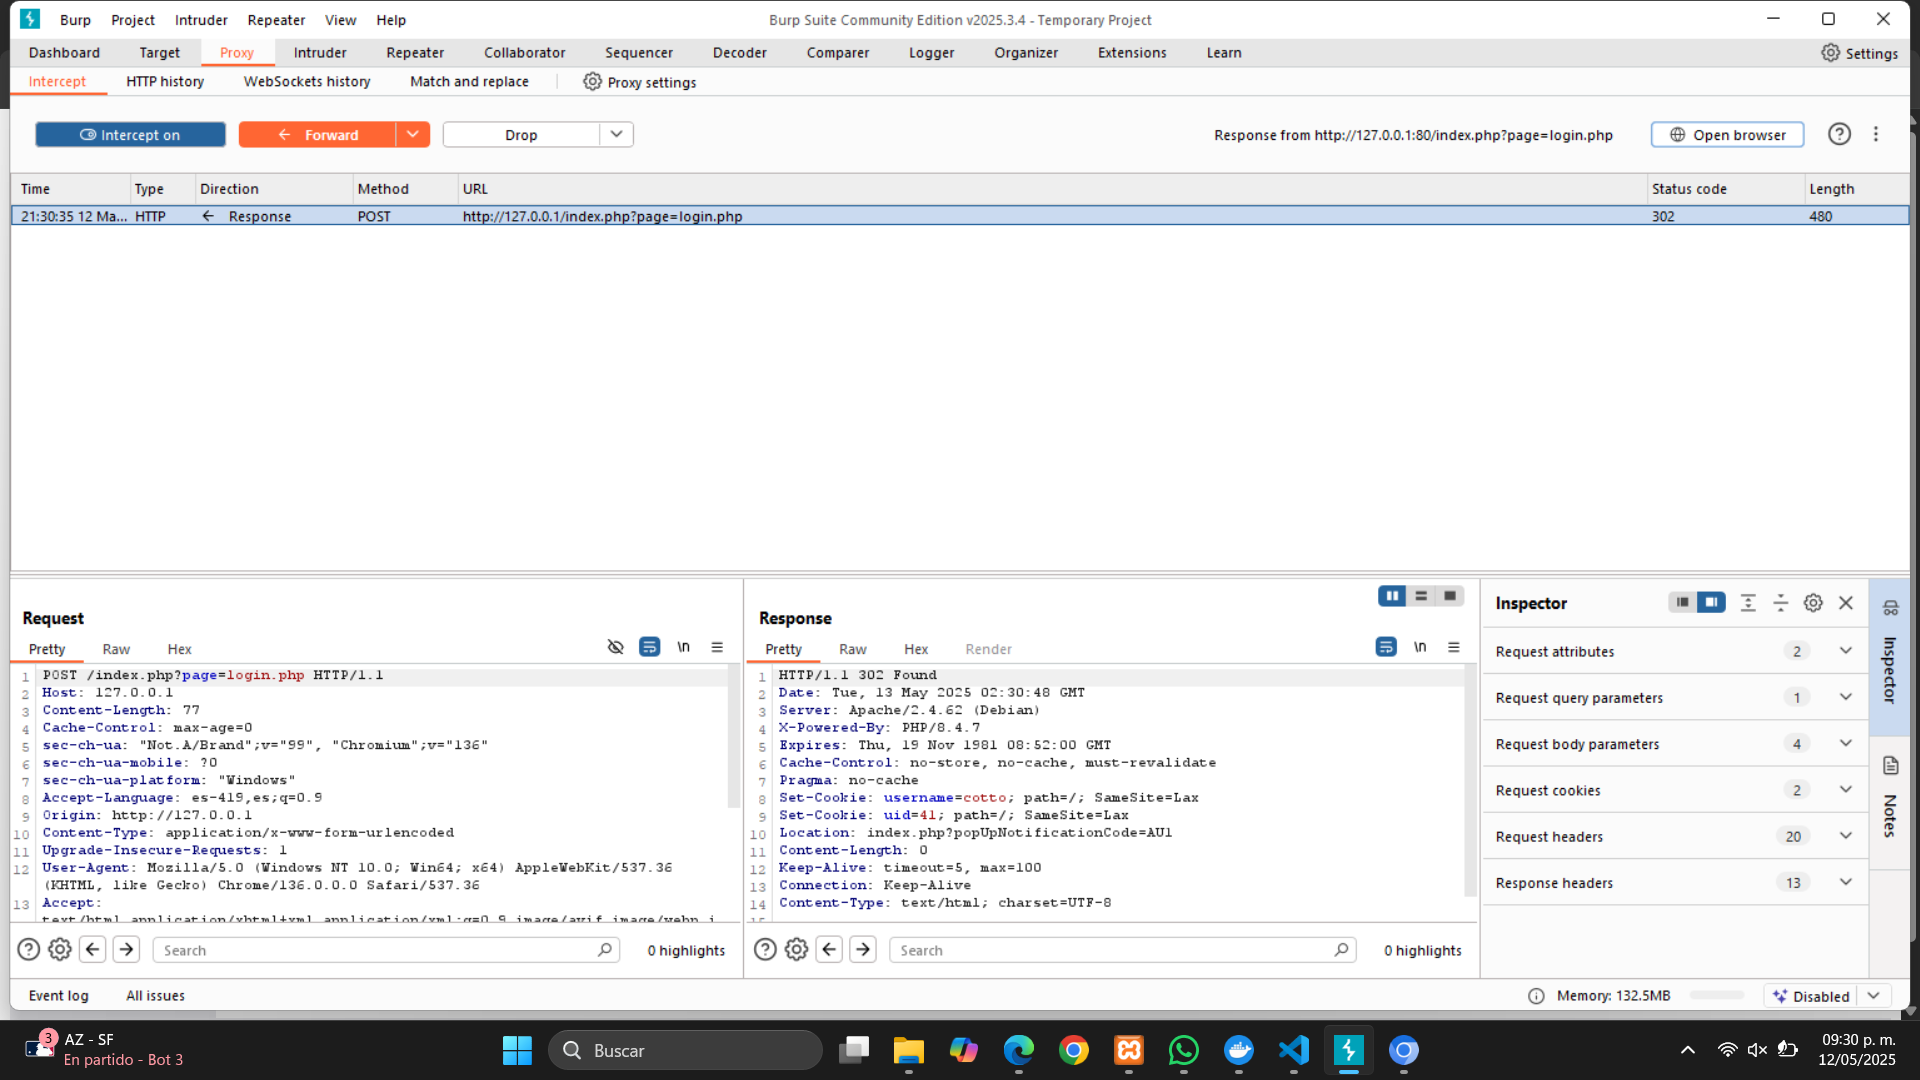 Burp Project Intruder Repeater View Help
Burp Suite Community Edition v2025.3.4 - Temporary Project
Dashboard Target Proxy Intruder Repeater Collaborator Sequencer Decoder Comparer Logger Organizer Extensions Learn
Settings
Intercept HTTP history WebSockets history Match and replace Proxy settings
Intercept on Forward Drop
Response from http://127.0.0.1:80/index.php?page=login.php
Open browser
Time Type Direction Method URL Status code Length
21:30:35 12 Ma... HTTP Response POST http://127.0.0.1/index.php?page=login.php 302 480
Request
Pretty Raw Hex
\n
1 POST /index.php?page=login.php HTTP/1.1
2 Host: 127.0.0.1
3 Content-Length: 77
4 Cache-Control: max-age=0
5 sec-ch-ua: "Not.A/Brand";v="99", "Chromium";v="136"
6 sec-ch-ua-mobile: ?0
7 sec-ch-ua-platform: "Windows"
8 Accept-Language: es-419,es;q=0.9
9 Origin: http://127.0.0.1
10 Content-Type: application/x-www-form-urlencoded
11 Upgrade-Insecure-Requests: 1
12 User-Agent: Mozilla/5.0 (Windows NT 10.0; Win64; x64) AppleWebKit/537.36
(KHTML, like Gecko) Chrome/136.0.0.0 Safari/537.36
13 Accept:
text/html,application/xhtml+xml,application/xml;q=0.9,image/avif,image/webp,i
Search
0 highlights
Response
Pretty Raw Hex Render
\n
1 HTTP/1.1 302 Found
2 Date: Tue, 13 May 2025 02:30:48 GMT
3 Server: Apache/2.4.62 (Debian)
4 X-Powered-By: PHP/8.4.7
5 Expires: Thu, 19 Nov 1981 08:52:00 GMT
6 Cache-Control: no-store, no-cache, must-revalidate
7 Pragma: no-cache
8 Set-Cookie: username=cotto; path=/; SameSite=Lax
9 Set-Cookie: uid=41; path=/; SameSite=Lax
10 Location: index.php?popUpNotificationCode=AU1
11 Content-Length: 0
12 Keep-Alive: timeout=5, max=100
13 Connection: Keep-Alive
14 Content-Type: text/html; charset=UTF-8
15
Search
0 highlights
Inspector
Request attributes 2
Request query parameters 1
Request body parameters 4
Request cookies 2
Request headers 20
Response headers 13
Inspector
Notes
Event log All issues
Memory: 132.5MB
Disabled
3
AZ - SF
En partido - Bot 3
Buscar
09:30 p. m.
12/05/2025